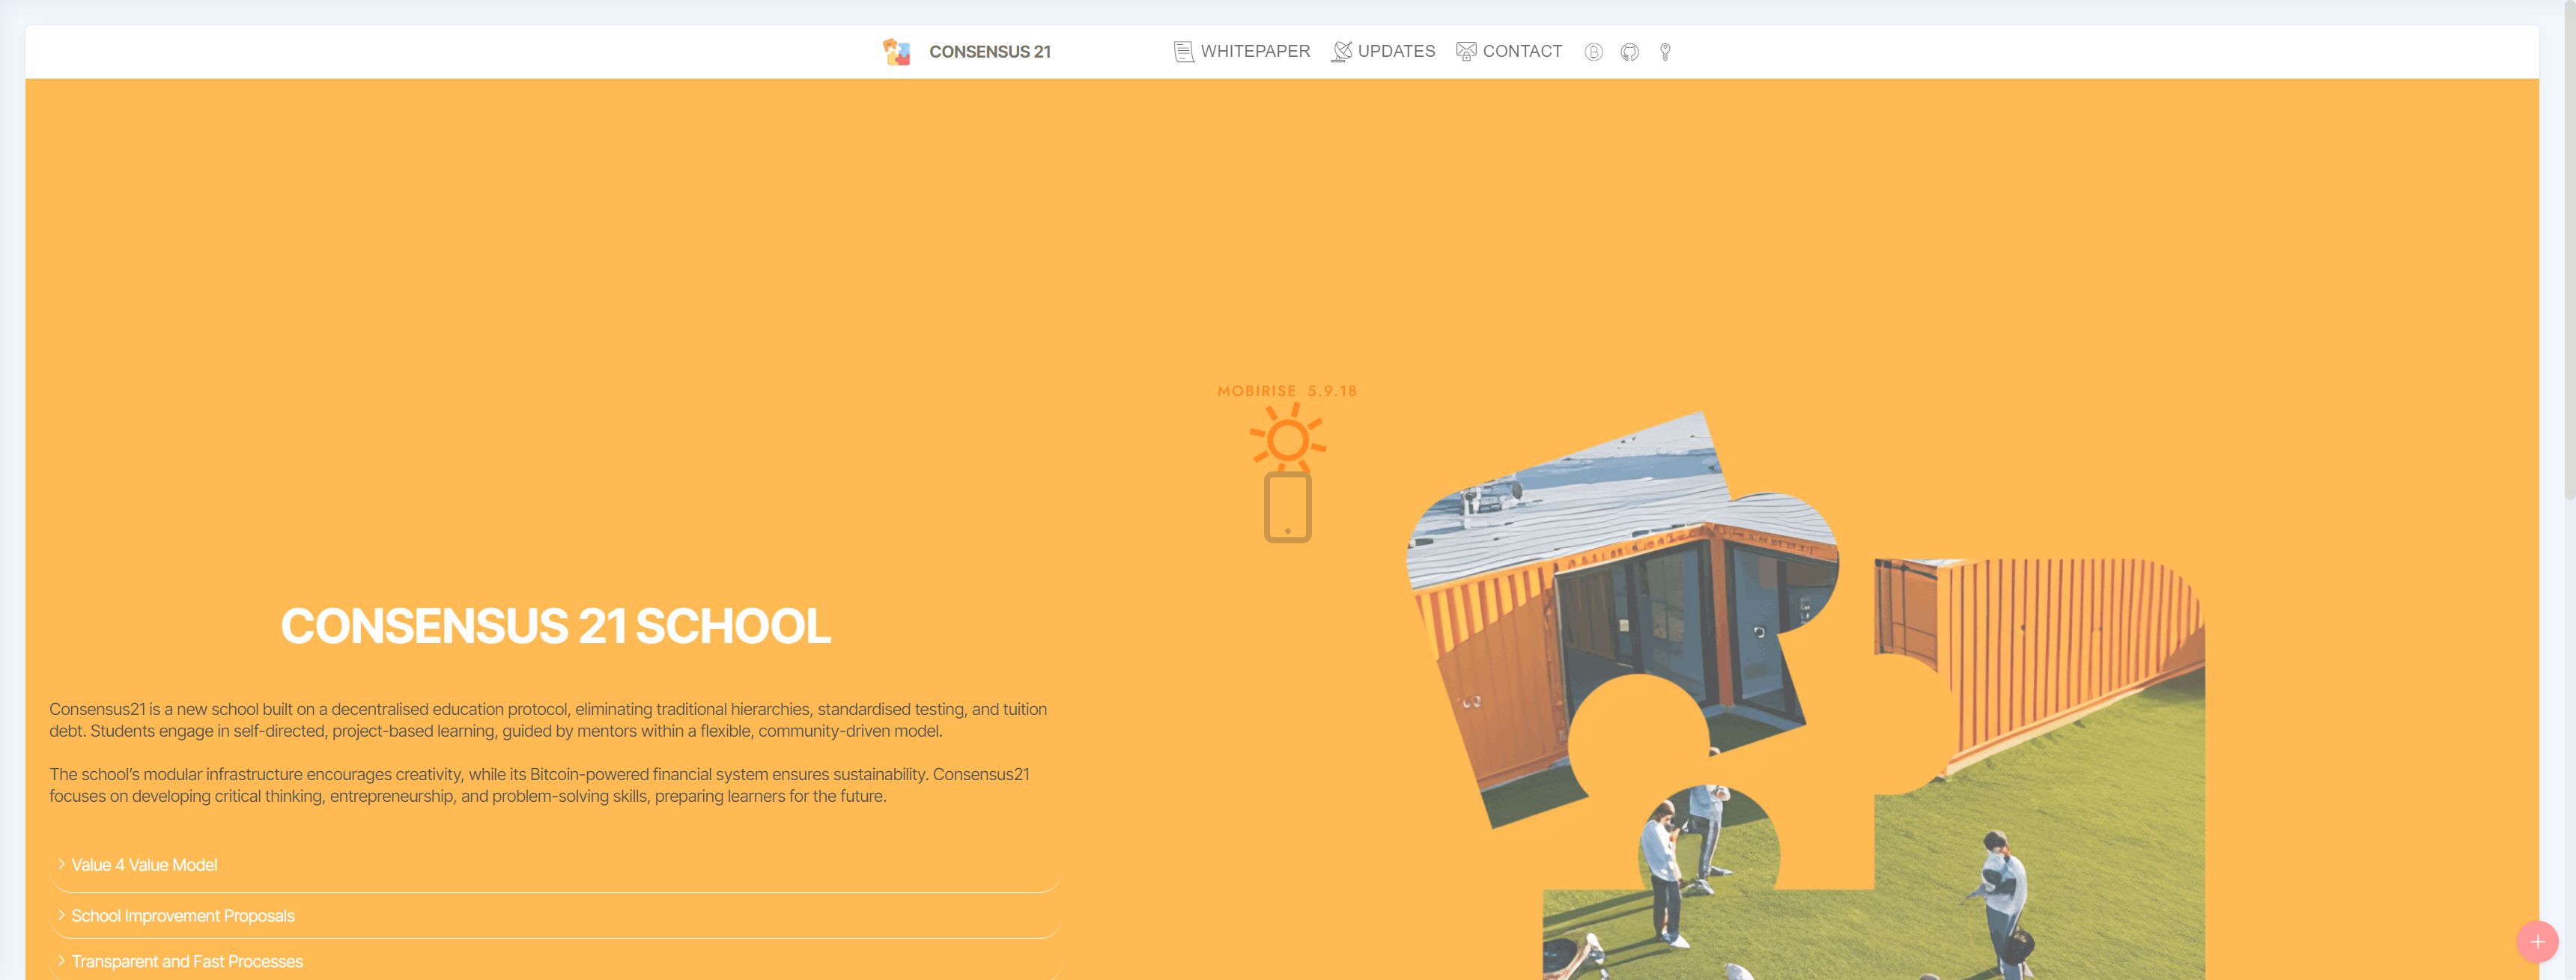 CONSENSUS 21
WHITEPAPER
UPDATES
CONTACT
MOBIRISE 5.9.18
CONSENSUS 21 SCHOOL
Consensus21 is a new school built on a decentralised education protocol, eliminating traditional hierarchies, standardised testing, and tuition
debt. Students engage in self-directed, project-based learning, guided by mentors within a flexible, community-driven model.
The school’s modular infrastructure encourages creativity, while its Bitcoin-powered financial system ensures sustainability. Consensus21
focuses on developing critical thinking, entrepreneurship, and problem-solving skills, preparing learners for the future.
Value 4 Value Model
School Improvement Proposals
Transparent and Fast Processes